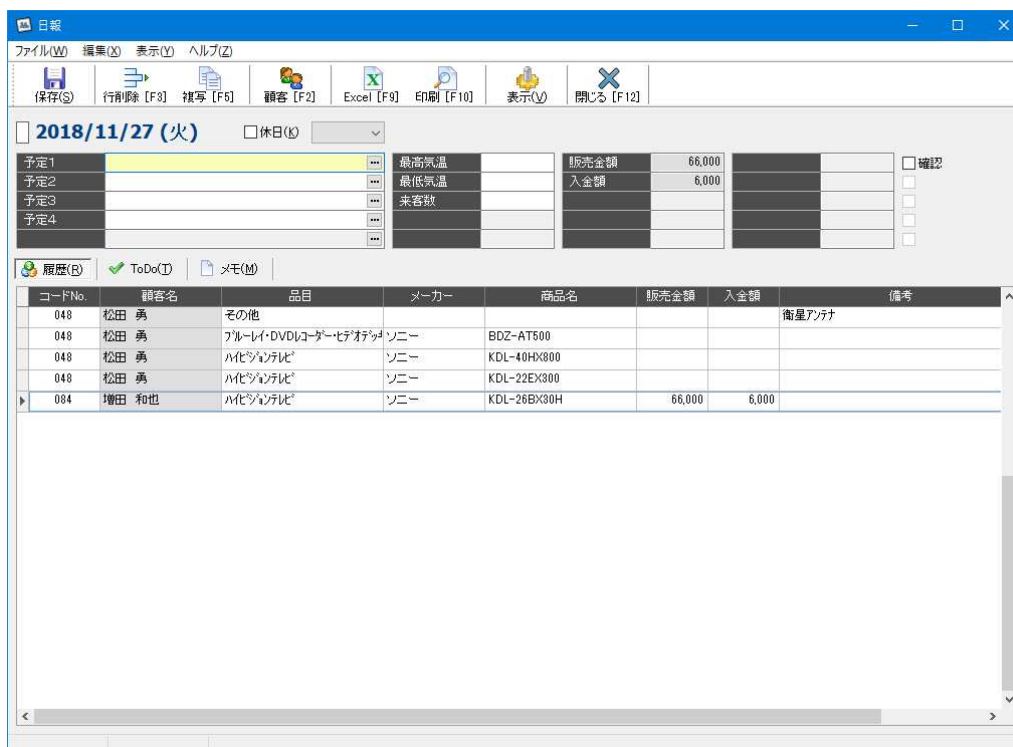 日報
ファイル(W) 編集(X) 表示(Y) ヘルプ(Z)
保存(S) 行削除 [F3] 複写 [F5] 顧客 [F2] Excel [F9] 印刷 [F10] 表示(V) 閉じる [F12]
2018/11/27 (火) 休日(K)
予定1 ... 最高気温 販売金額 66,000 確認
予定2 ... 最低気温 入金額 6,000
予定3 ... 来客数
予定4 ...
...
履歴(R) ToDo(T) メモ(M)
コードNo. 顧客名 品目 メーカー 商品名 販売金額 入金額 備考
048 松田 勇 その他 衛星アンテナ
048 松田 勇 ブルーレイ・DVDレコーダー・ビデオデッキ ソニー BDZ-AT500
048 松田 勇 ハイビジョンテレビ ソニー KDL-40HX800
048 松田 勇 ハイビジョンテレビ ソニー KDL-22EX300
084 増田 和也 ハイビジョンテレビ ソニー KDL-26BX30H 66,000 6,000